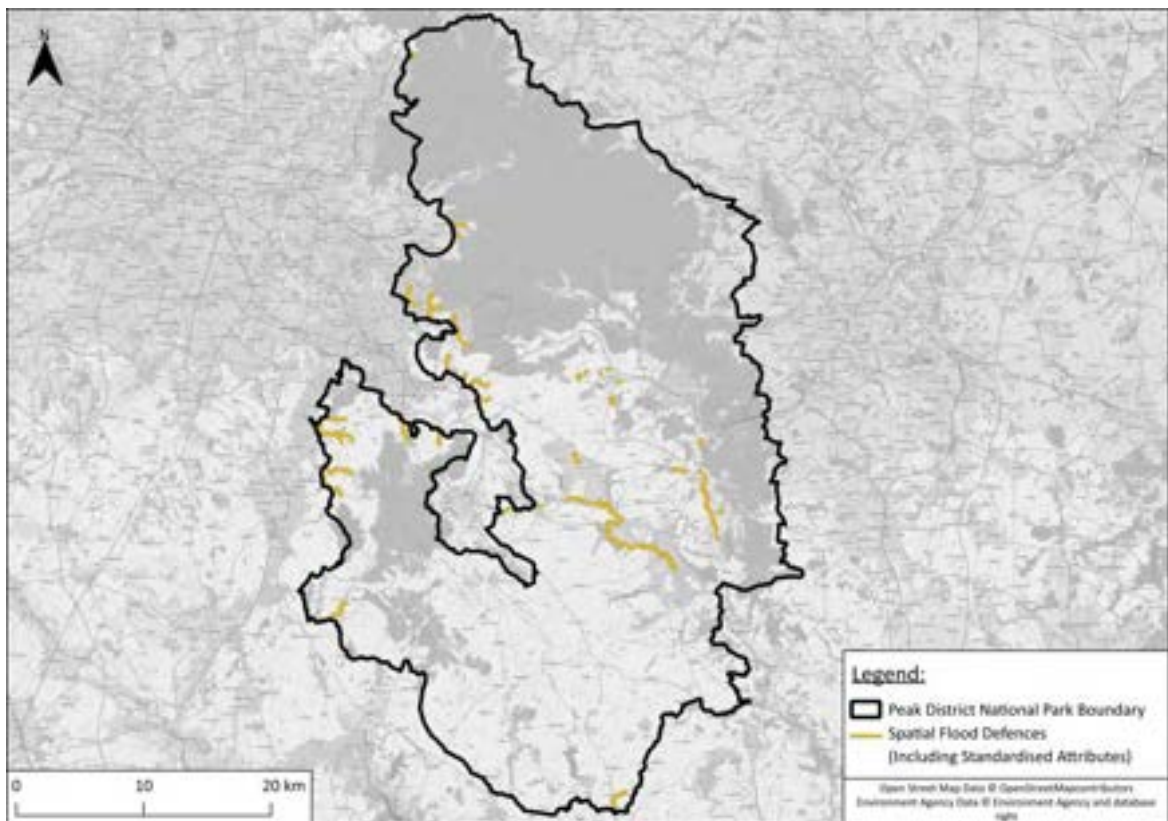 N
Legend:
Peak District National Park Boundary
Spatial Flood Defences
(Including Standardised Attributes)
Open Street Map Data © OpenStreetMapcontributors
Environment Agency Data © Environment Agency and database
right
0 10 20 km